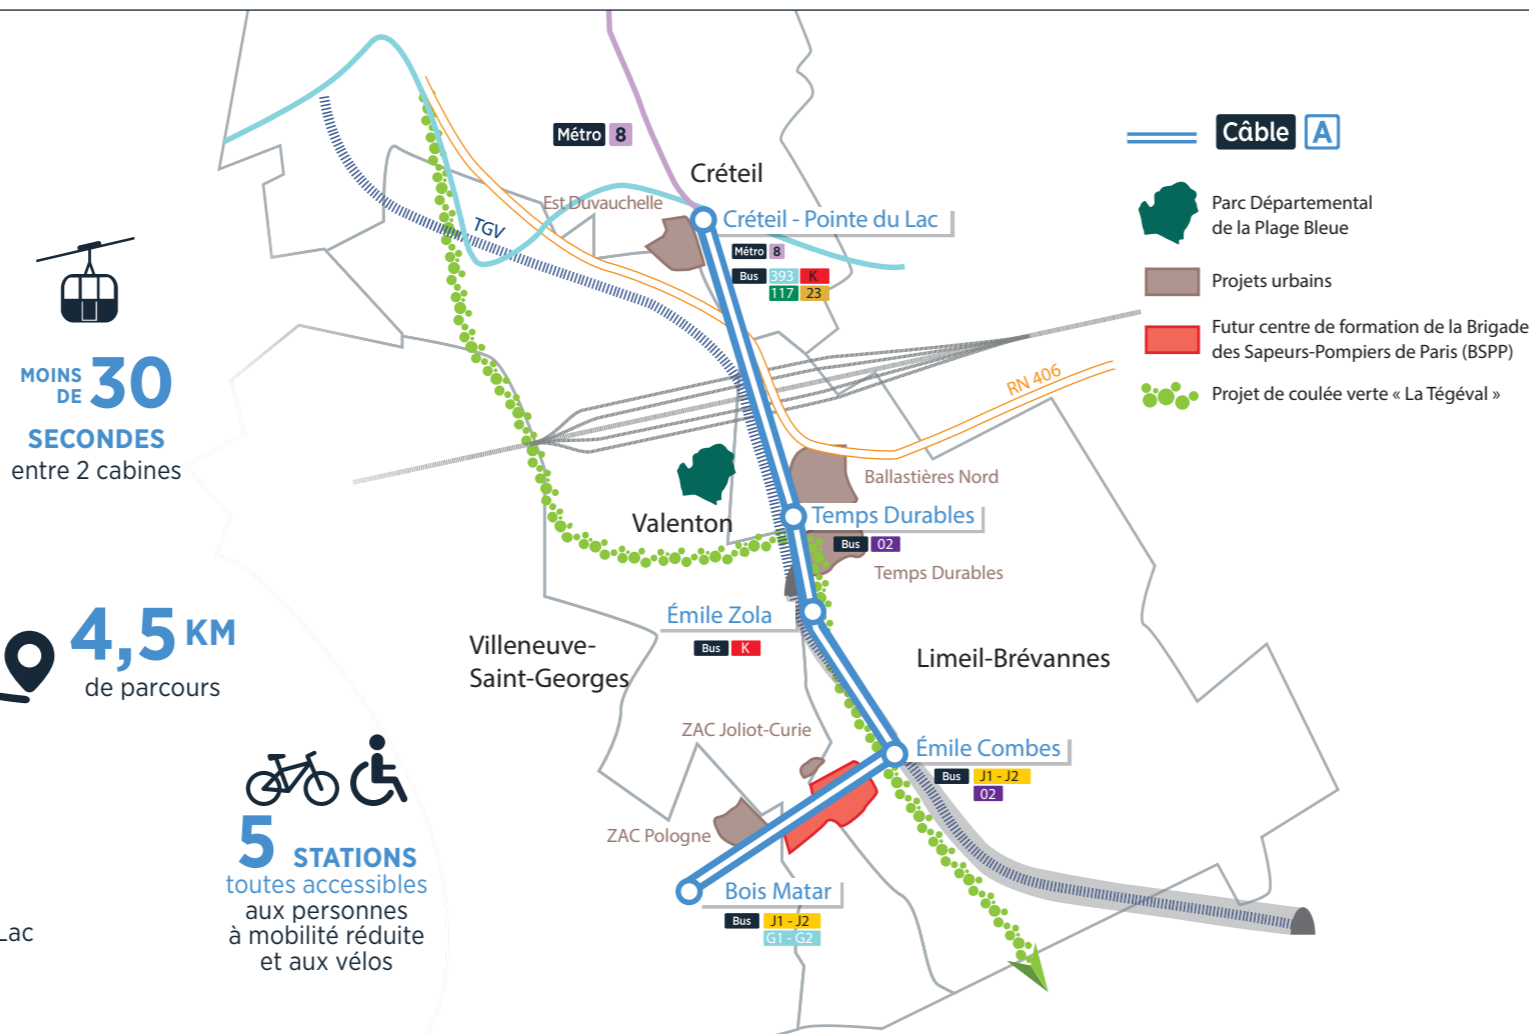 MOINS
DE 30
SECONDES
entre 2 cabines
4,5 KM
de parcours
5 STATIONS
toutes accessibles
aux personnes
à mobilité réduite
et aux vélos
Lac
Métro 8
Créteil
Est Duvauchelle
Créteil - Pointe du Lac
Métro 8
Bus 393 K
117 23
TGV
RN 406
Ballastières Nord
Valenton
Temps Durables
Bus 02
Temps Durables
Émile Zola
Bus K
Villeneuve-
Saint-Georges
Limeil-Brévannes
ZAC Joliot-Curie
Émile Combes
Bus J1 - J2
02
ZAC Pologne
Bois Matar
Bus J1 - J2
G1 - G2
Câble A
Parc Départemental
de la Plage Bleue
Projets urbains
Futur centre de formation de la Brigade
des Sapeurs-Pompiers de Paris (BSPP)
Projet de coulée verte « La Tégéval »